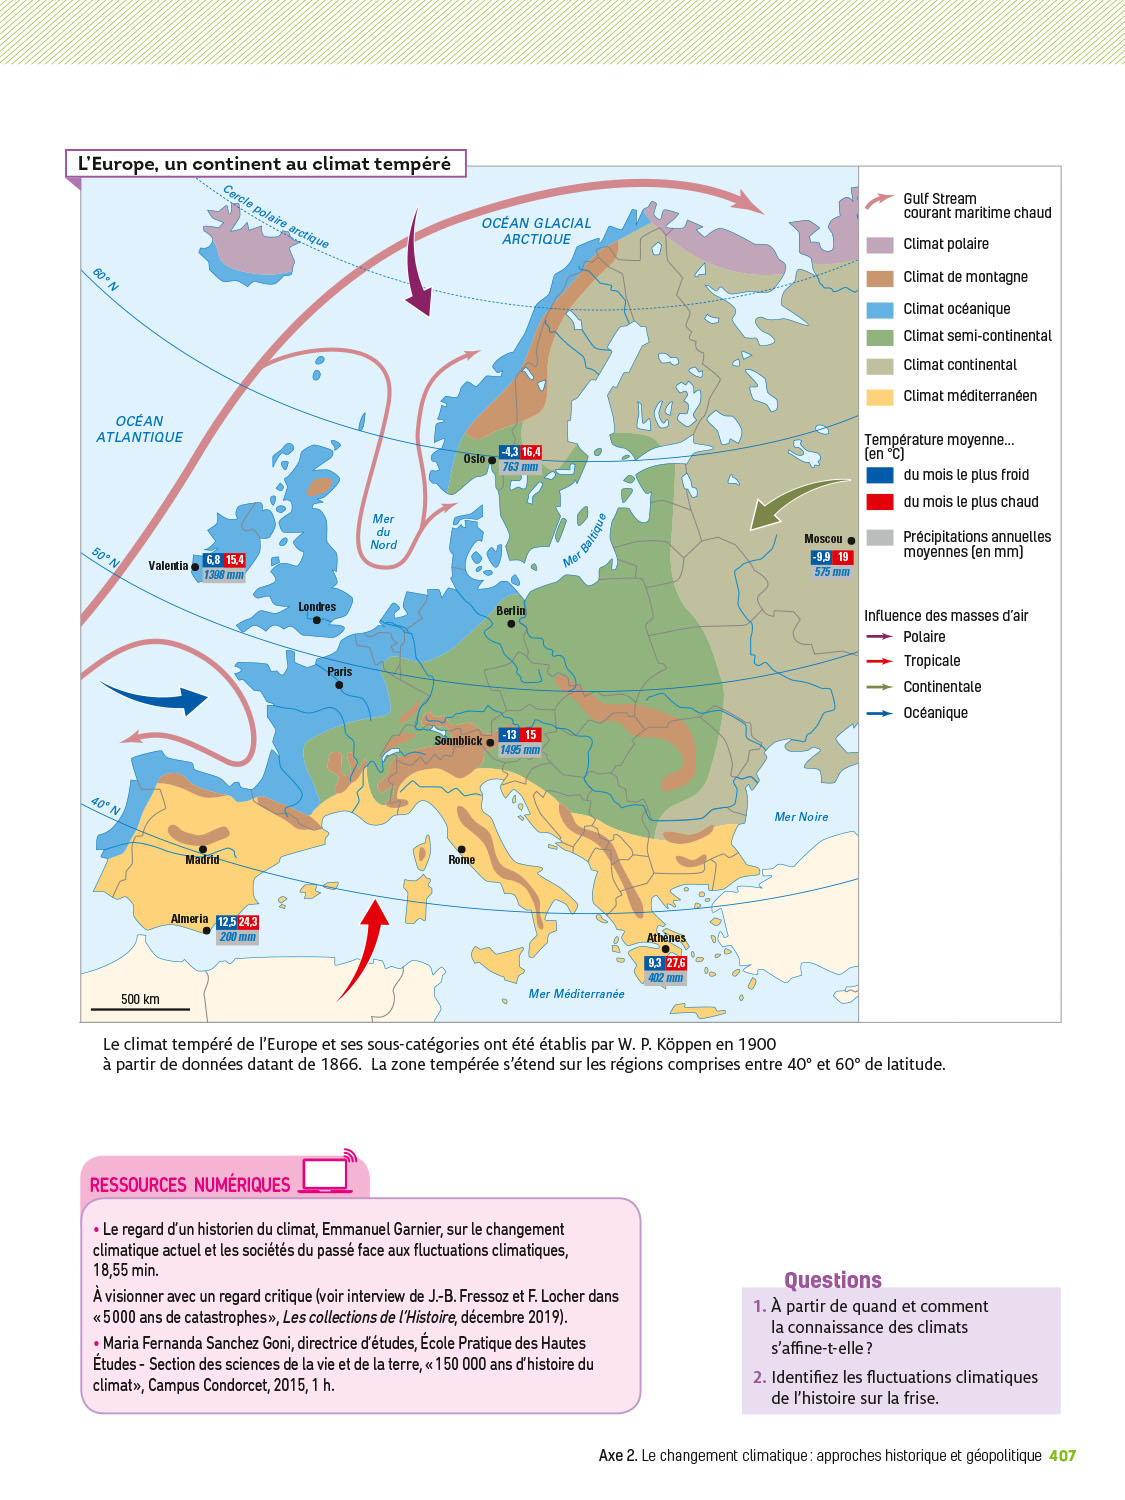 L'Europe, un continent au climat tempéré
Cercle polaire arctique
OCÉAN GLACIAL
ARCTIQUE
60° N
OCÉAN
ATLANTIQUE
Oslo
-4,3 16,4
763 mm
Mer
du
Nord
Mer Baltique
Moscou
-9,9 19
575 mm
50° N
Valentia
6,8 15,4
1398 mm
Londres
Berlin
Paris
Sonnblick
-13 15
1495 mm
40° N
Mer Noire
Madrid
Rome
Almeria
12,5 24,3
200 mm
Athènes
9,3 27,6
402 mm
Mer Méditerranée
500 km
Gulf Stream
courant maritime chaud
Climat polaire
Climat de montagne
Climat océanique
Climat semi-continental
Climat continental
Climat méditerranéen
Température moyenne...
(en °C)
du mois le plus froid
du mois le plus chaud
Précipitations annuelles
moyennes (en mm)
Influence des masses d'air
Polaire
Tropicale
Continentale
Océanique
Le climat tempéré de l'Europe et ses sous-catégories ont été établis par W. P. Köppen en 1900
à partir de données datant de 1866. La zone tempérée s'étend sur les régions comprises entre 40° et 60° de latitude.
RESSOURCES NUMÉRIQUES
• Le regard d'un historien du climat, Emmanuel Garnier, sur le changement
climatique actuel et les sociétés du passé face aux fluctuations climatiques,
18,55 min.
À visionner avec un regard critique (voir interview de J.-B. Fressoz et F. Locher dans
« 5 000 ans de catastrophes », Les collections de l'Histoire, décembre 2019).
• Maria Fernanda Sanchez Goni, directrice d'études, École Pratique des Hautes
Études - Section des sciences de la vie et de la terre, « 150 000 ans d'histoire du
climat », Campus Condorcet, 2015, 1 h.
Questions
1. À partir de quand et comment
la connaissance des climats
s'affine-t-elle ?
2. Identifiez les fluctuations climatiques
de l'histoire sur la frise.
Axe 2. Le changement climatique : approches historique et géopolitique 407